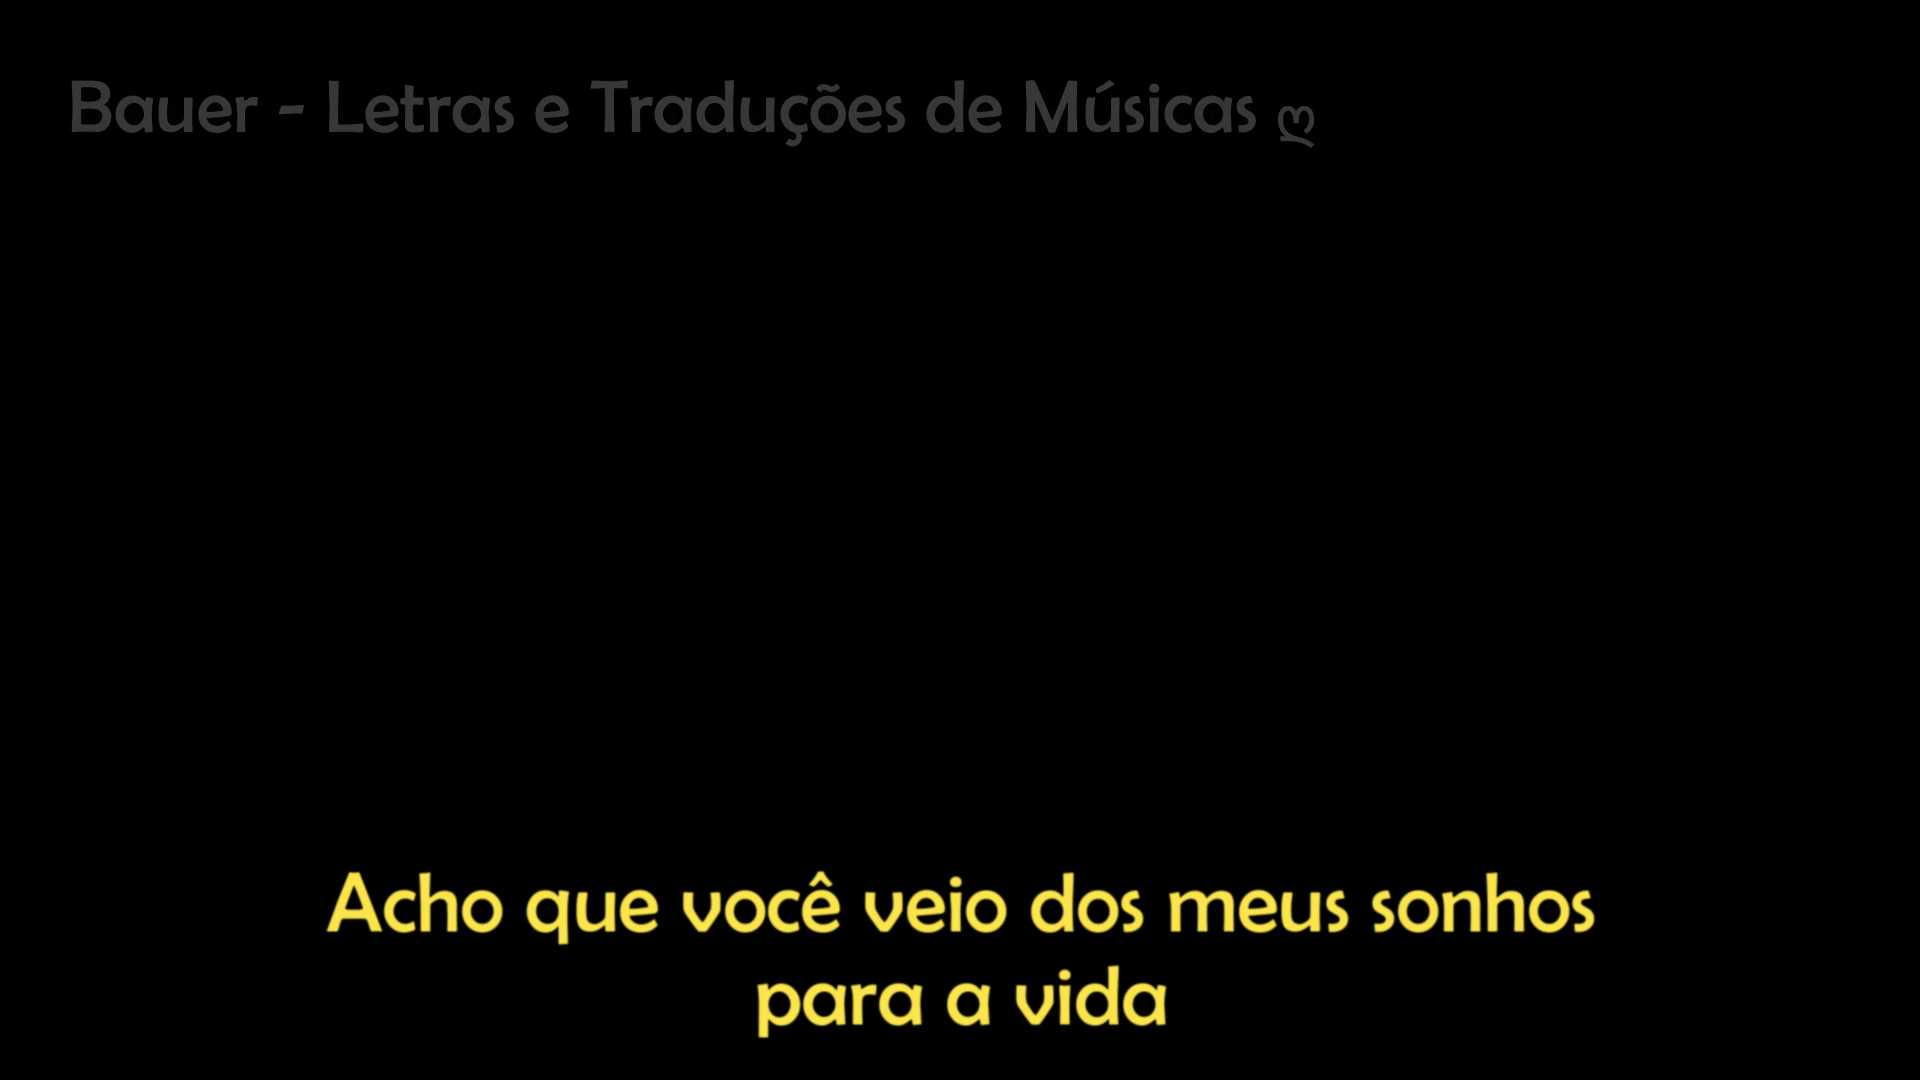 Bauer - Letras e Traduções de Músicas ღ
Acho que você veio dos meus sonhos
para a vida